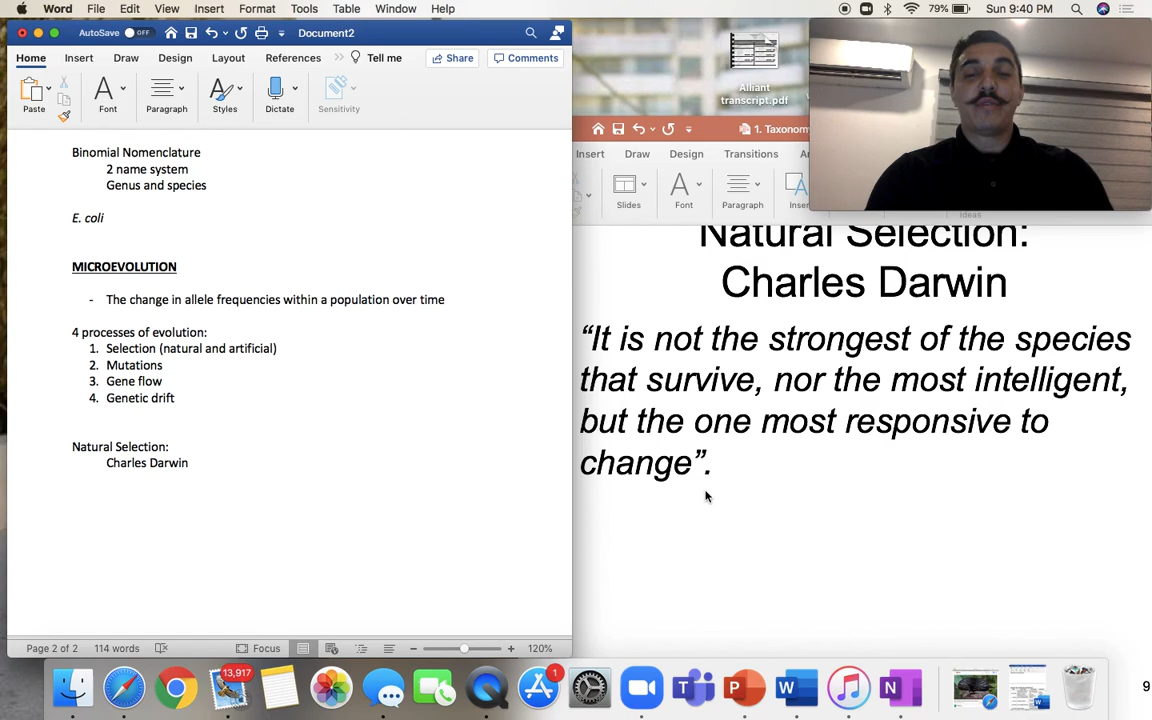 Word File Edit View Insert Format Tools Table Window Help 79% Sun 9:40 PM
AutoSave OFF Document2
Home Insert Draw Design Layout References Tell me Share Comments
Paste Font Paragraph Styles Dictate Sensitivity
Binomial Nomenclature
2 name system
Genus and species
E. coli
MICROEVOLUTION
- The change in allele frequencies within a population over time
4 processes of evolution:
1. Selection (natural and artificial)
2. Mutations
3. Gene flow
4. Genetic drift
Natural Selection:
Charles Darwin
Page 2 of 2 114 words Focus 120%
Alliant
transcript.pdf
1. Taxonom
Insert Draw Design Transitions
Slides Font Paragraph Inser
Ideas
Natural Selection:
Charles Darwin
“It is not the strongest of the species
that survive, nor the most intelligent,
but the one most responsive to
change”.
13,917 1
9